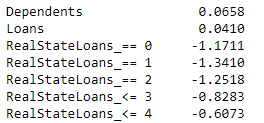 Dependents 0.0658
Loans 0.0410
RealStateLoans_== 0 -1.1711
RealStateLoans_== 1 -1.3410
RealStateLoans_== 2 -1.2518
RealStateLoans_<= 3 -0.8283
RealStateLoans_<= 4 -0.6073